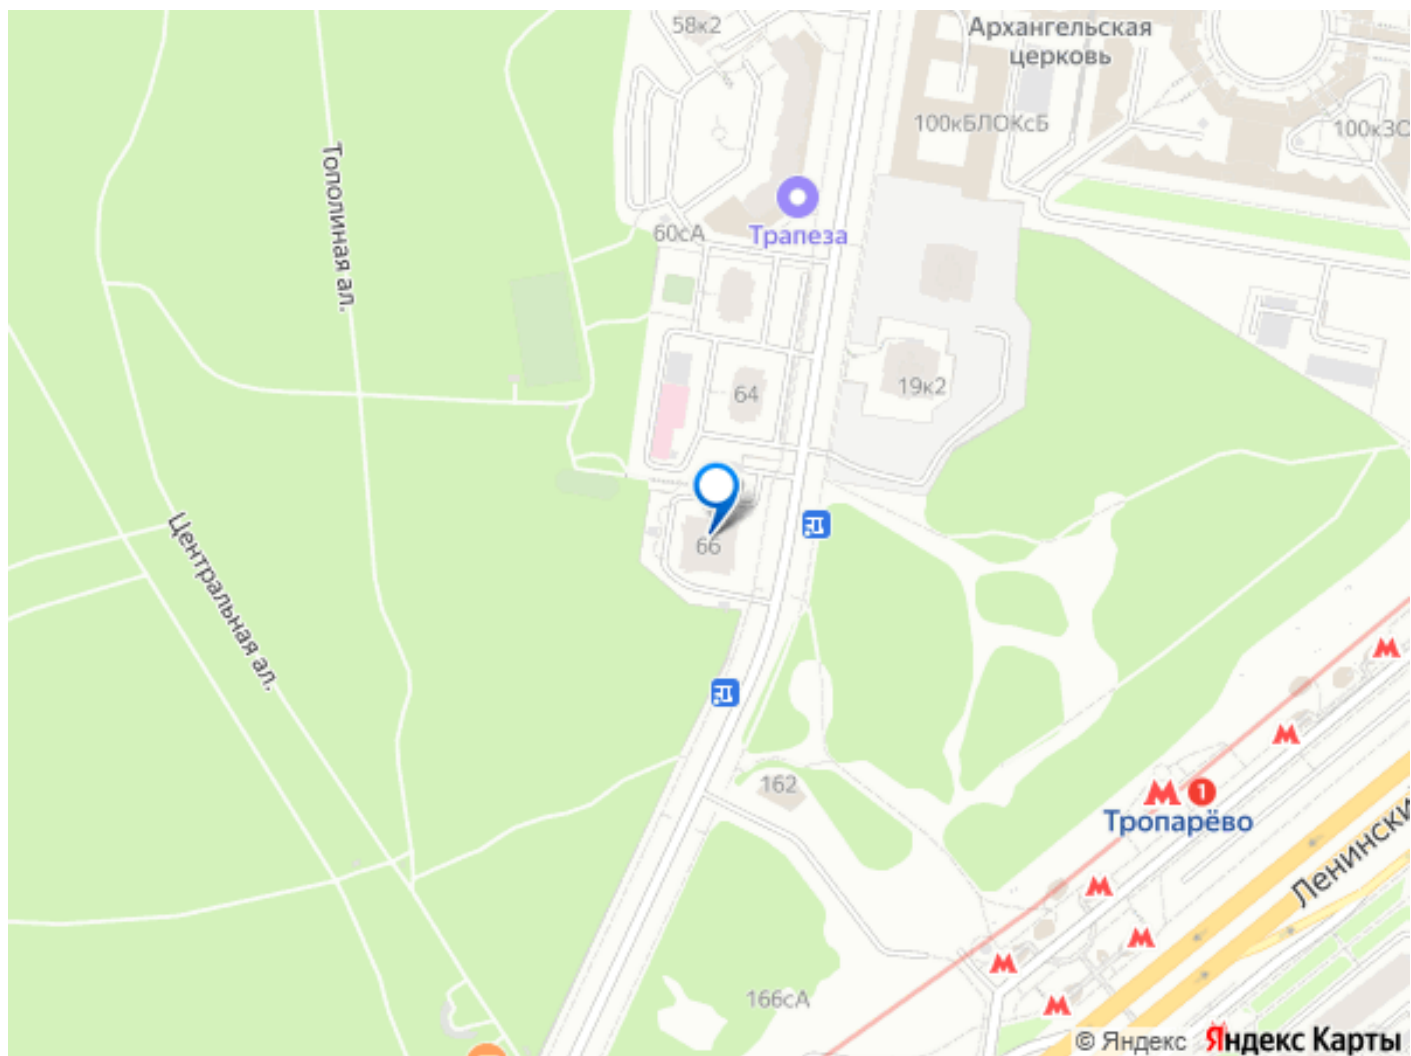 58к2
Архангельская
церковь
100кБЛОКсБ
Тополиная ал.
60сА
Трапеза
64
19к2
66
Центральная ал.
162
М 1
Тропарёво
М
М
М
М
М
М
166сА
© Яндекс Яндекс Карты